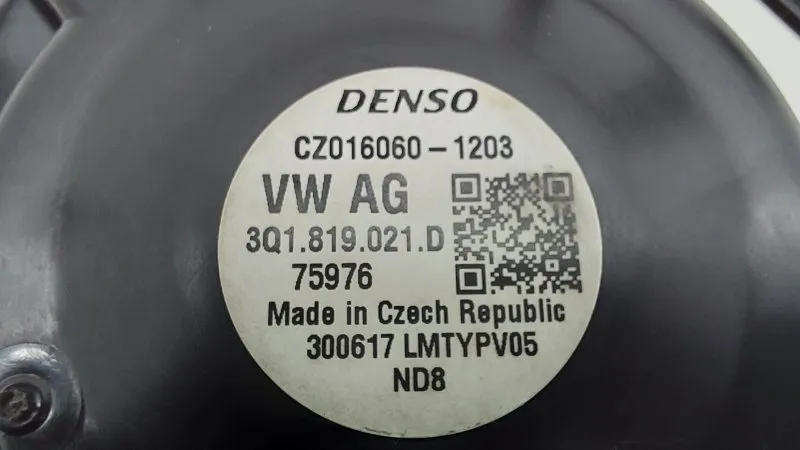 DENSO
CZ016060-1203
VW AG
3Q1.819.021.D
75976
Made in Czech Republic
300617 LMTYPV05
ND8